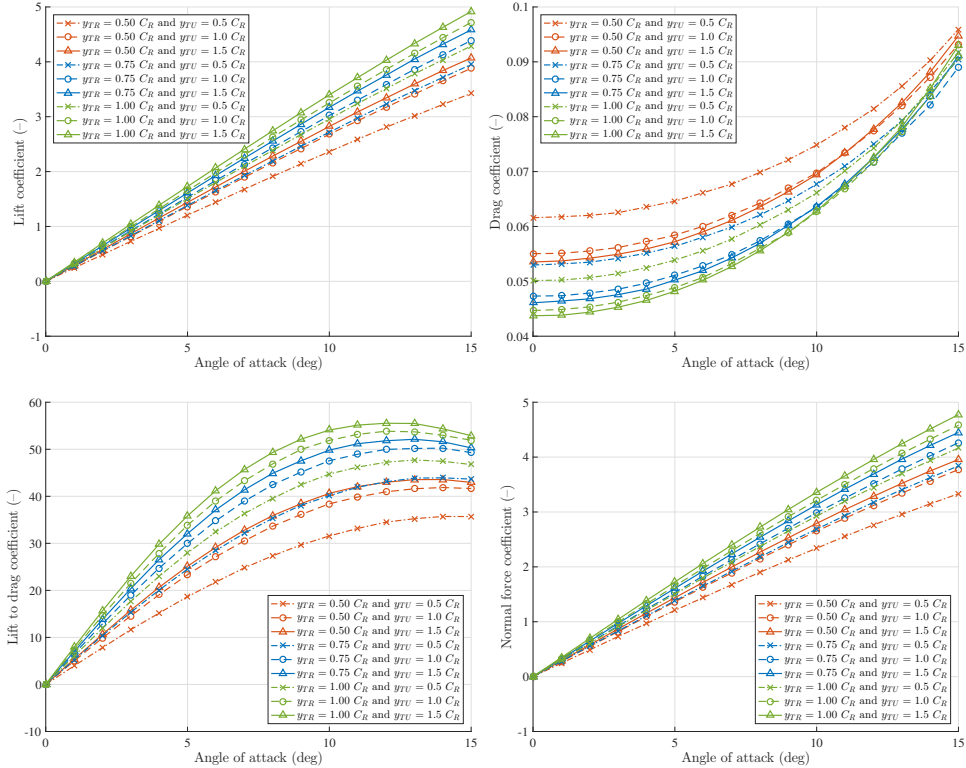 Lift coefficient (−)
6
5
4
3
2
1
0
-1
y_TR = 0.50 C_R and y_TU = 0.5 C_R
y_TR = 0.50 C_R and y_TU = 1.0 C_R
y_TR = 0.50 C_R and y_TU = 1.5 C_R
y_TR = 0.75 C_R and y_TU = 0.5 C_R
y_TR = 0.75 C_R and y_TU = 1.0 C_R
y_TR = 0.75 C_R and y_TU = 1.5 C_R
y_TR = 1.00 C_R and y_TU = 0.5 C_R
y_TR = 1.00 C_R and y_TU = 1.0 C_R
y_TR = 1.00 C_R and y_TU = 1.5 C_R
0 5 10 15
Angle of attack (deg)
Drag coefficient (−)
0.1
0.09
0.08
0.07
0.06
0.05
0.04
y_TR = 0.50 C_R and y_TU = 0.5 C_R
y_TR = 0.50 C_R and y_TU = 1.0 C_R
y_TR = 0.50 C_R and y_TU = 1.5 C_R
y_TR = 0.75 C_R and y_TU = 0.5 C_R
y_TR = 0.75 C_R and y_TU = 1.0 C_R
y_TR = 0.75 C_R and y_TU = 1.5 C_R
y_TR = 1.00 C_R and y_TU = 0.5 C_R
y_TR = 1.00 C_R and y_TU = 1.0 C_R
y_TR = 1.00 C_R and y_TU = 1.5 C_R
0 5 10 15
Angle of attack (deg)
Lift to drag coefficient (−)
60
50
40
30
20
10
0
-10
y_TR = 0.50 C_R and y_TU = 0.5 C_R
y_TR = 0.50 C_R and y_TU = 1.0 C_R
y_TR = 0.50 C_R and y_TU = 1.5 C_R
y_TR = 0.75 C_R and y_TU = 0.5 C_R
y_TR = 0.75 C_R and y_TU = 1.0 C_R
y_TR = 0.75 C_R and y_TU = 1.5 C_R
y_TR = 1.00 C_R and y_TU = 0.5 C_R
y_TR = 1.00 C_R and y_TU = 1.0 C_R
y_TR = 1.00 C_R and y_TU = 1.5 C_R
0 5 10 15
Angle of attack (deg)
Normal force coefficient (−)
5
4
3
2
1
0
-1
y_TR = 0.50 C_R and y_TU = 0.5 C_R
y_TR = 0.50 C_R and y_TU = 1.0 C_R
y_TR = 0.50 C_R and y_TU = 1.5 C_R
y_TR = 0.75 C_R and y_TU = 0.5 C_R
y_TR = 0.75 C_R and y_TU = 1.0 C_R
y_TR = 0.75 C_R and y_TU = 1.5 C_R
y_TR = 1.00 C_R and y_TU = 0.5 C_R
y_TR = 1.00 C_R and y_TU = 1.0 C_R
y_TR = 1.00 C_R and y_TU = 1.5 C_R
0 5 10 15
Angle of attack (deg)